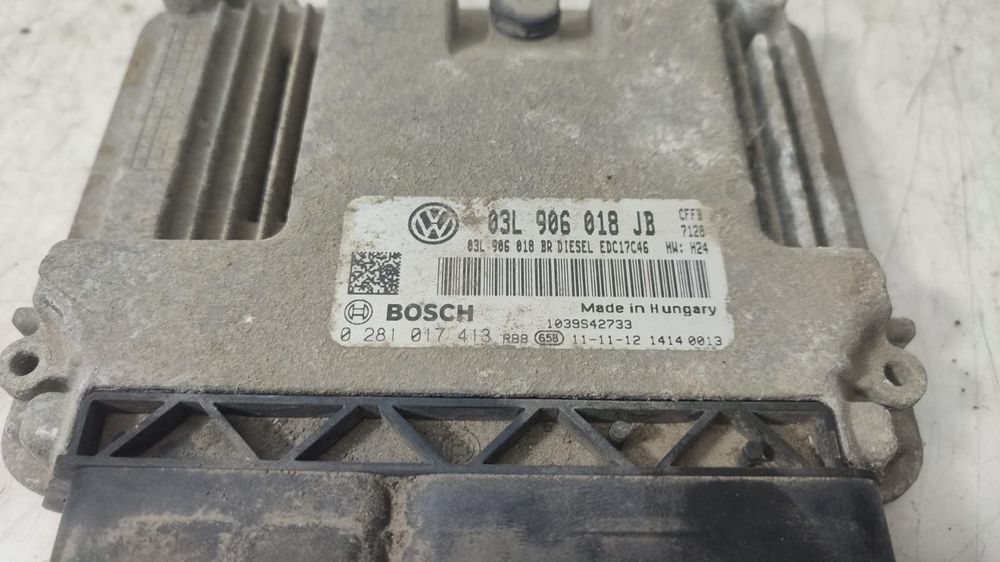 03L 906 018 JB CFFB
7128
03L 906 018 BR DIESEL EDC17C46 HW: H24
BOSCH Made in Hungary
1039S42733
0 281 017 413 RB8 65B 11-11-12 1414 0013